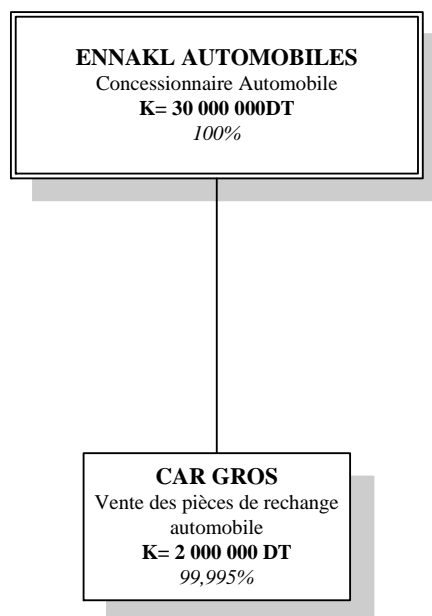 ENNAKL AUTOMOBILES
Concessionnaire Automobile
K= 30 000 000DT
100%
CAR GROS
Vente des pièces de rechange
automobile
K= 2 000 000 DT
99,995%